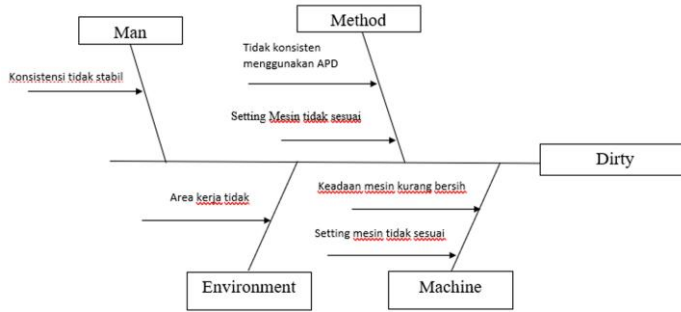 Man
Method
Tidak konsisten
menggunakan APD
Konsistensi tidak stabil
Setting Mesin tidak sesuai
Dirty
Area kerja tidak
Keadaan mesin kurang bersih
Setting mesin tidak sesuai
Environment
Machine